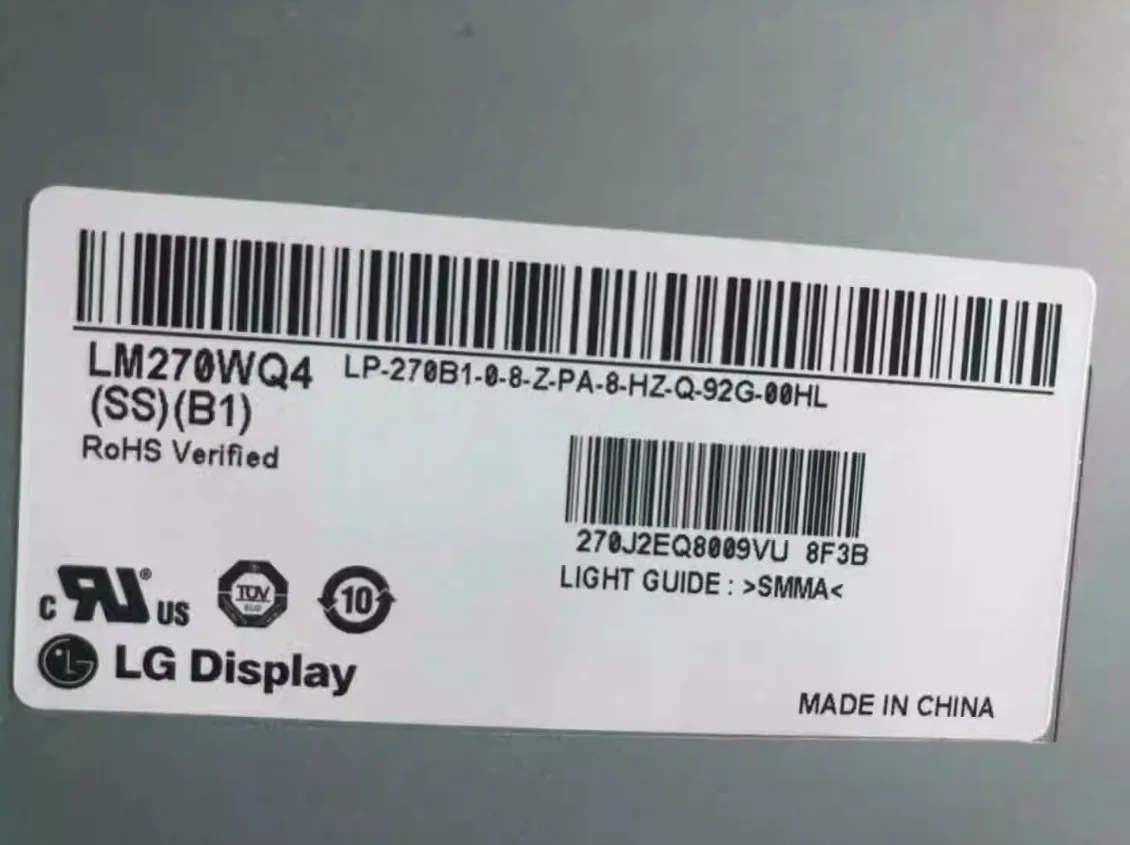 LM270WQ4 LP-270B1-0-8-Z-PA-8-HZ-Q-92G-00HL
(SS)(B1)
RoHS Verified
270J2EQ8009VU 8F3B
LIGHT GUIDE : >SMMA<
C RU ® US TÜV 10
LG Display
MADE IN CHINA